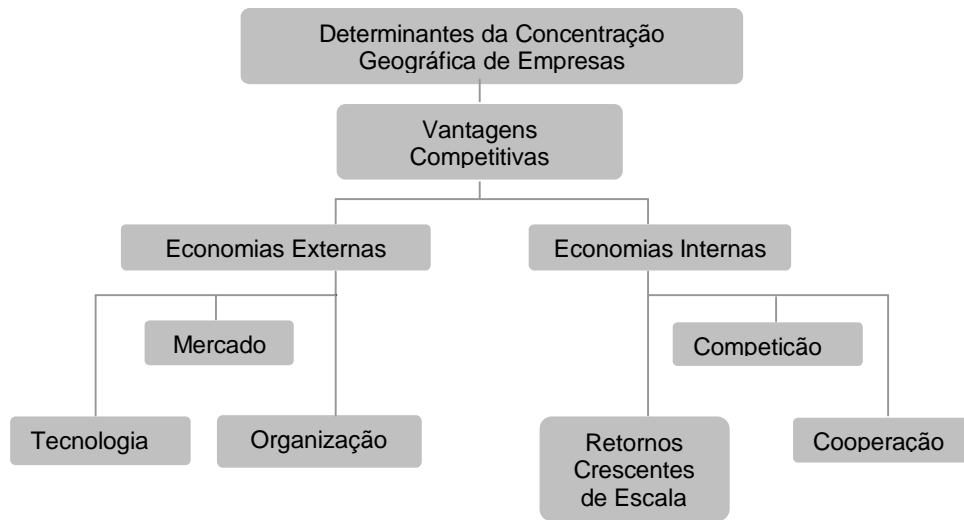 Determinantes da Concentração
Geográfica de Empresas
Vantagens
Competitivas
Economias Externas
Economias Internas
Mercado
Competição
Tecnologia
Organização
Retornos
Crescentes
de Escala
Cooperação